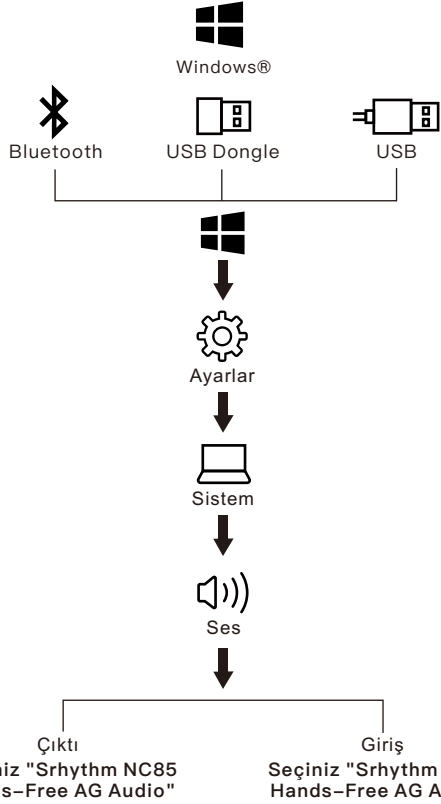 Windows®
Bluetooth USB Dongle USB
Ayarlar
Sistem
Ses
Çıktı Giriş
"Srhythm NC85 Seçiniz "Srhythm
Free AG Audio" Hands–Free AG